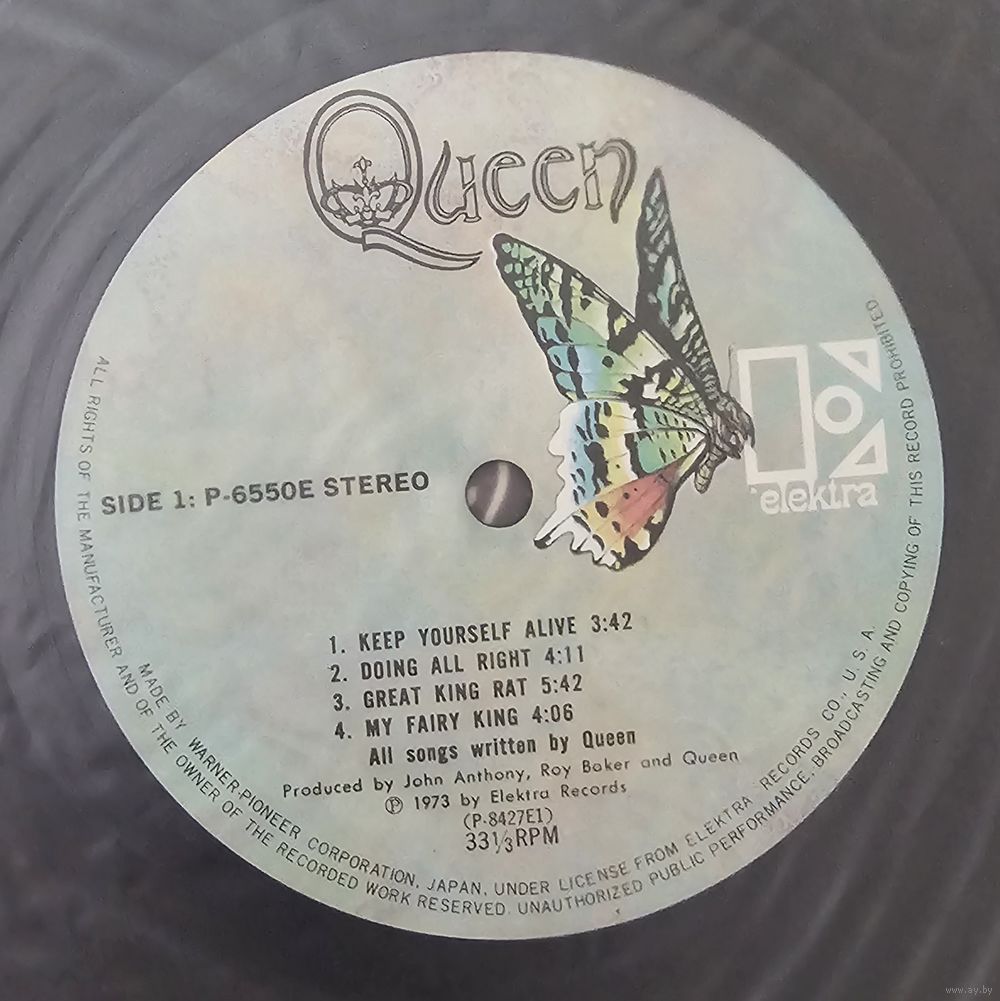 Queen
elektra
SIDE 1: P-6550E STEREO
1. KEEP YOURSELF ALIVE 3:42
2. DOING ALL RIGHT 4:11
3. GREAT KING RAT 5:42
4. MY FAIRY KING 4:06
All songs written by Queen
Produced by John Anthony, Roy Baker and Queen
Ⓟ 1973 by Elektra Records
(P-8427E1)
33⅓RPM
MADE BY WARNER-PIONEER CORPORATION, JAPAN, UNDER LICENSE FROM ELEKTRA RECORDS CO., U. S. A.
ALL RIGHTS OF THE MANUFACTURER AND OF THE OWNER OF THE RECORDED WORK RESERVED. UNAUTHORIZED PUBLIC PERFORMANCE, BROADCASTING AND COPYING OF THIS RECORD PROHIBITED
www.ay.by